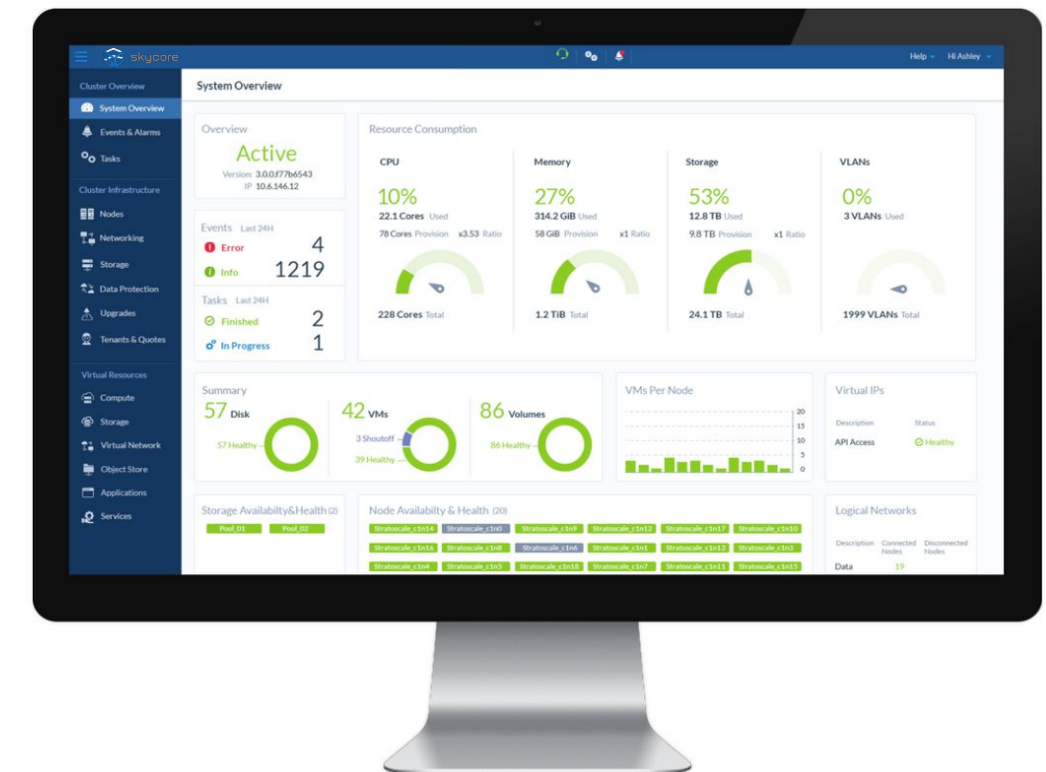 skycore
Help
Hi Ashley
Cluster Overview
System Overview
Events & Alarms
Tasks
Cluster Infrastructure
Nodes
Networking
Storage
Data Protection
Upgrades
Tenants & Quotes
Virtual Resources
Compute
Storage
Virtual Network
Object Store
Applications
Services
System Overview
Overview
Active
Version: 3.0.0.f77b6543
IP 10.6.146.12
Events Last 24H
Error 4
Info 1219
Tasks Last 24H
Finished 2
In Progress 1
Resource Consumption
CPU
10%
22.1 Cores Used
78 Cores Provision x3.53 Ratio
228 Cores Total
Memory
27%
314.2 GiB Used
58 GiB Provision x1 Ratio
1.2 TiB Total
Storage
53%
12.8 TB Used
9.8 TB Provision x1 Ratio
24.1 TB Total
VLANs
0%
3 VLANs Used
1999 VLANs Total
Summary
57 Disk
57 Healthy
42 VMs
3 Shoutoff
39 Healthy
86 Volumes
86 Healthy
VMs Per Node
20
15
10
5
0
Virtual IPs
Description Status
API Access Healthy
Storage Availabilty&Health (2)
Pool_01 Pool_02
Node Availabilty & Health (20)
Stratoscale_c1n14 Stratoscale_c1n0 Stratoscale_c1n9 Stratoscale_c1n12 Stratoscale_c1n17 Stratoscale_c1n10
Stratoscale_c1n16 Stratoscale_c1n8 Stratoscale_c1n6 Stratoscale_c1n1 Stratoscale_c1n13 Stratoscale_c1n3
Stratoscale_c1n4 Stratoscale_c1n5 Stratoscale_c1n18 Stratoscale_c1n7 Stratoscale_c1n11 Stratoscale_c1n15
Logical Networks
Description Connected Disconnected
Nodes Nodes
Data 19